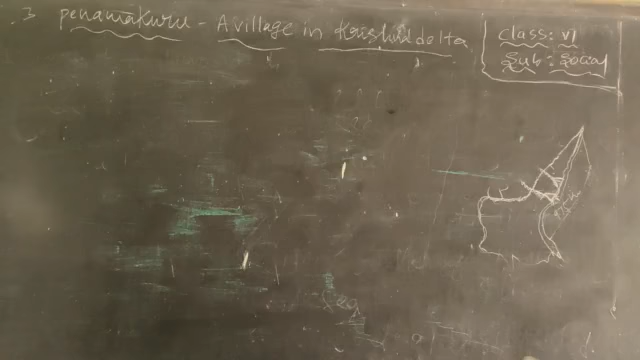 3 penamakuru - A village in Krishna delta
class: VI
Sub: Social